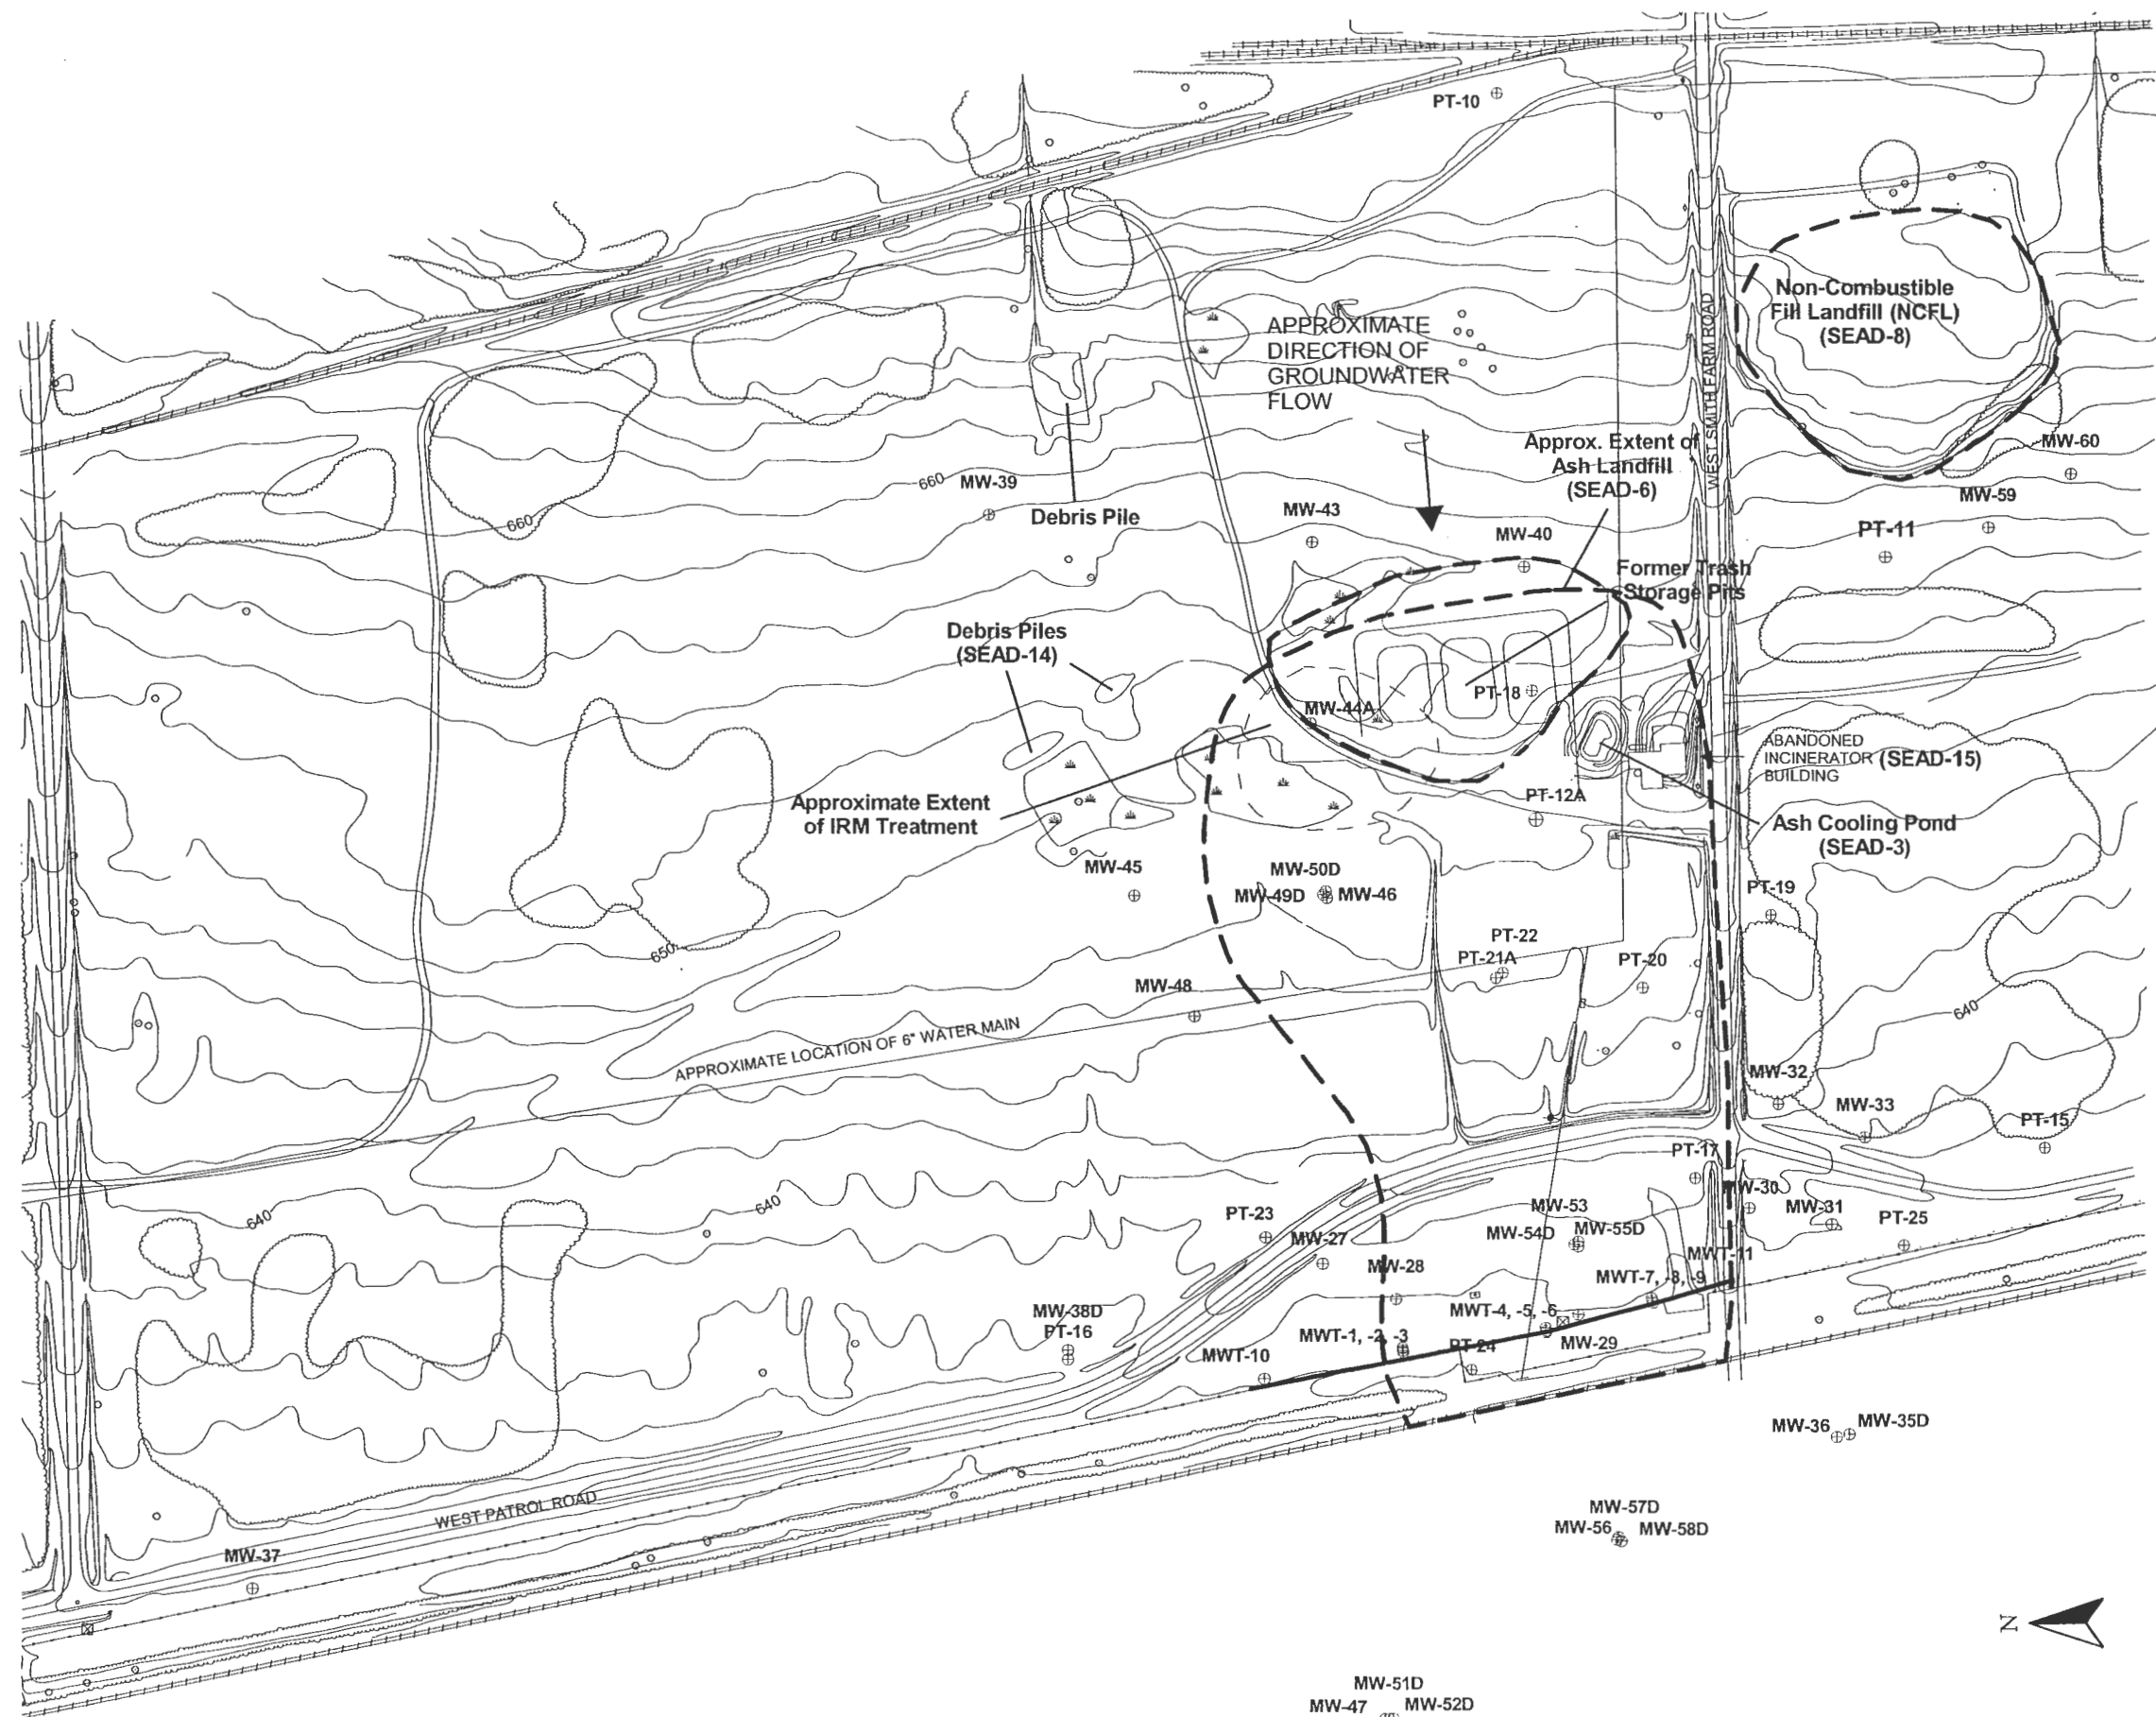 PT-10
Non-Combustible
Fill Landfill (NCFL)
(SEAD-8)
WEST SMITH FARM ROAD
APPROXIMATE
DIRECTION OF
GROUNDWATER
FLOW
Approx. Extent of
Ash Landfill
(SEAD-6)
MW-60
660
MW-39
MW-59
Debris Pile
660
MW-43
MW-40
PT-11
Former Trash
Storage Pits
Debris Piles
(SEAD-14)
PT-18
MW-44A
ABANDONED
INCINERATOR (SEAD-15)
BUILDING
Approximate Extent
of IRM Treatment
PT-12A
Ash Cooling Pond
(SEAD-3)
MW-45
MW-50D
MW-49D
MW-46
PT-19
650
PT-22
PT-21A
PT-20
MW-48
640
APPROXIMATE LOCATION OF 6" WATER MAIN
MW-32
MW-33
PT-15
PT-17
MW-30
640
640
PT-23
MW-53
MW-31
PT-25
MW-27
MW-54D
MW-55D
MWT-11
MW-28
MWT-7, -8, -9
MW-38D
PT-16
MWT-4, -5, -6
MWT-1, -2, -3
MWT-10
PT-24
MW-29
MW-36
MW-35D
WEST PATROL ROAD
MW-57D
MW-56
MW-58D
MW-37
N
MW-51D
MW-47
MW-52D